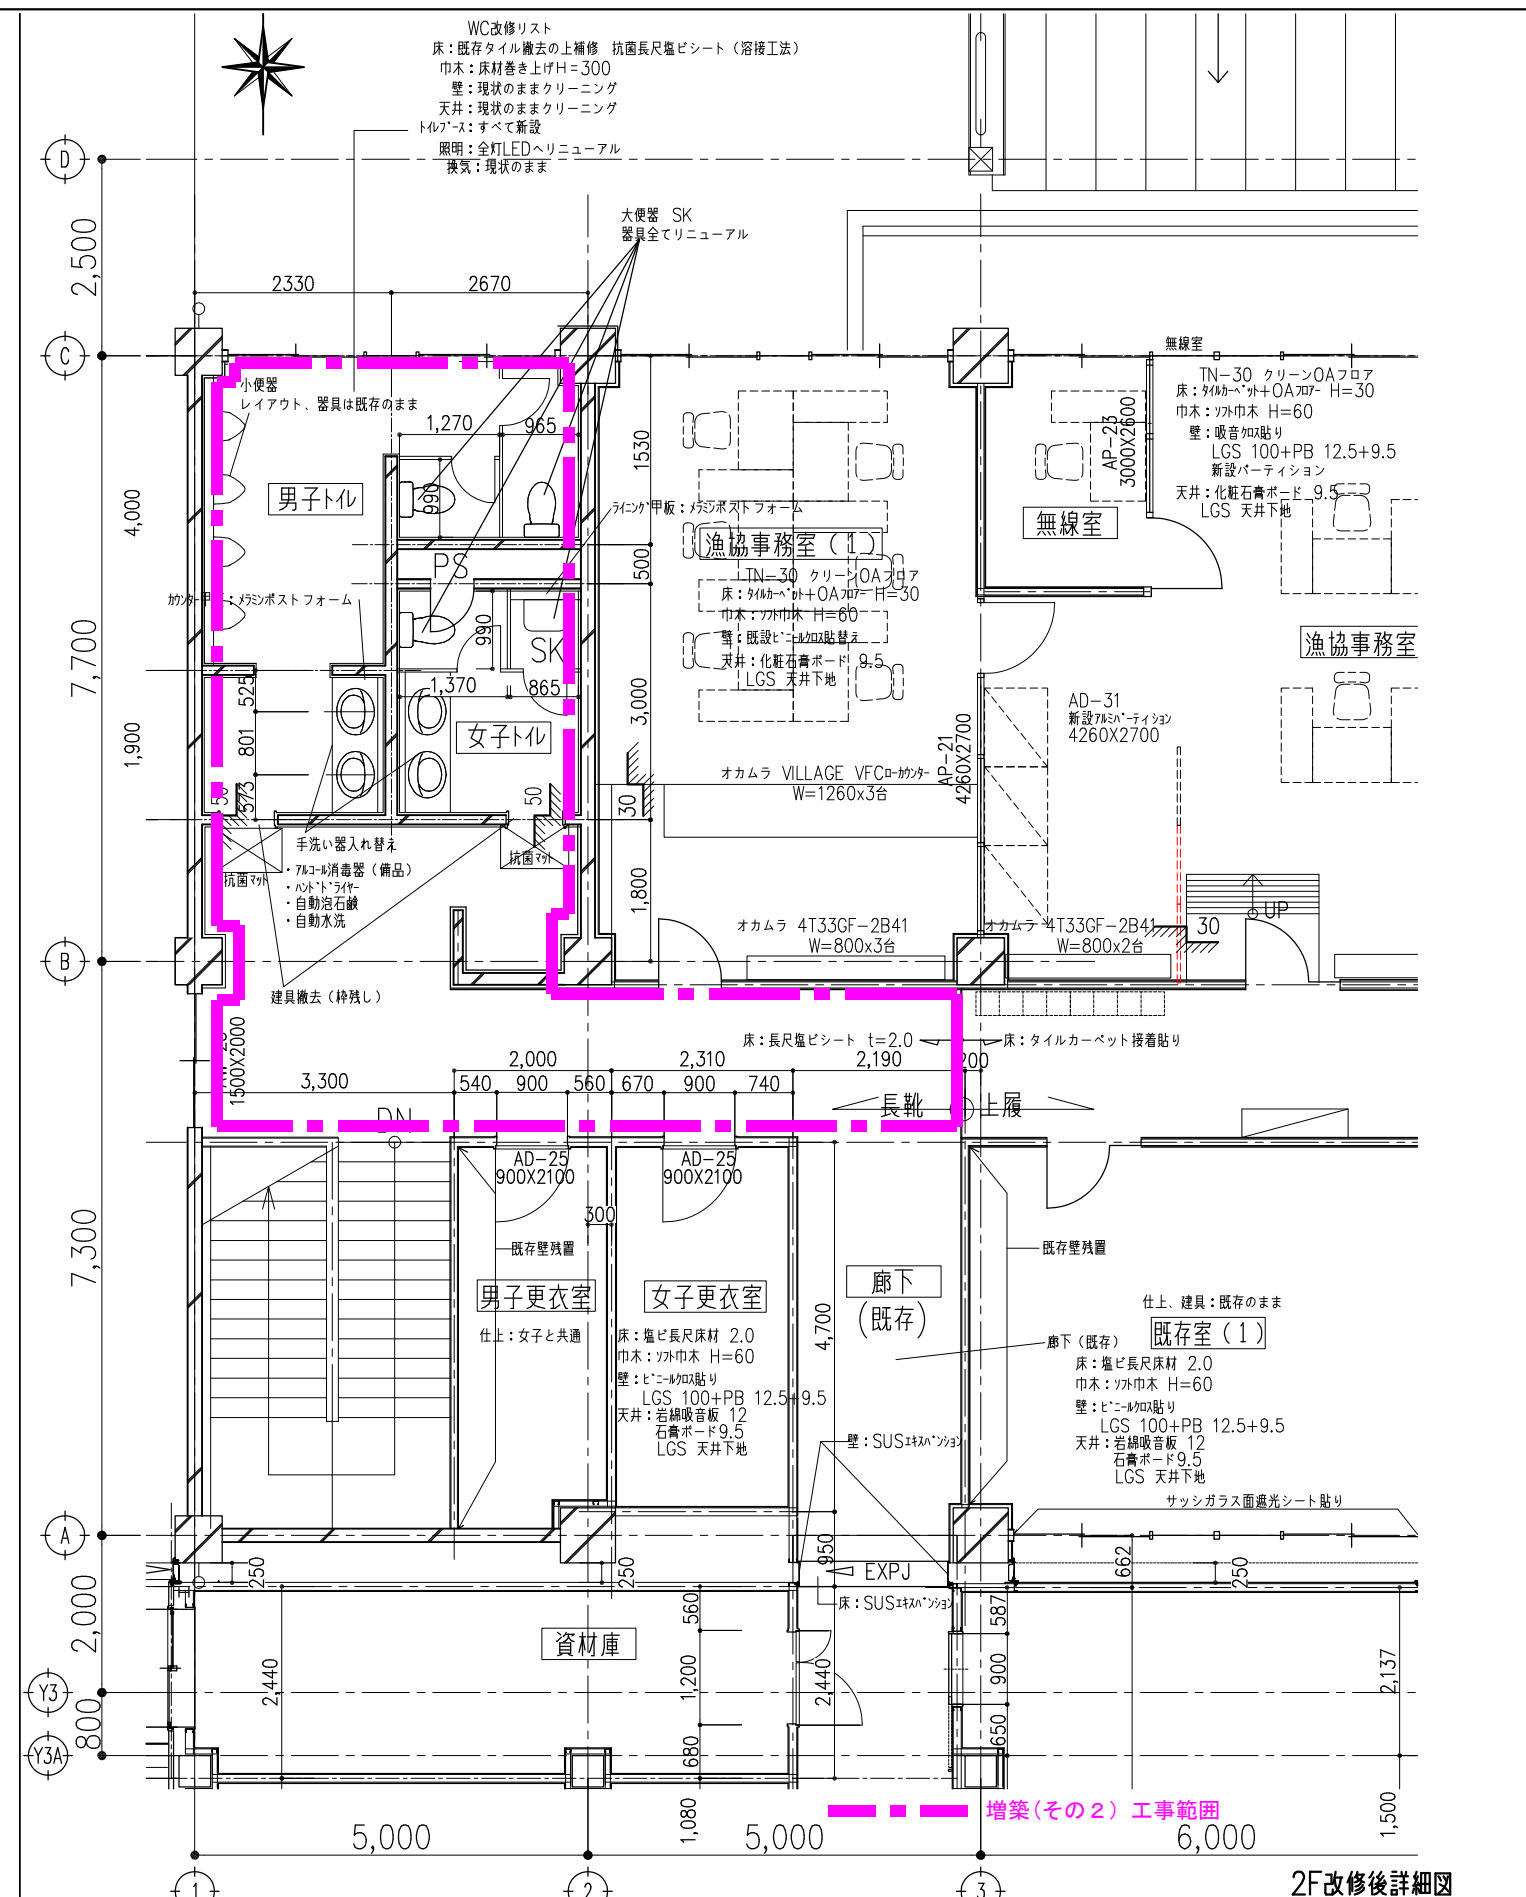 WC改修リスト
床：既存タイル撤去の上補修　抗菌長尺塩ビシート（溶接工法）
巾木：床材巻き上げH＝300
壁：現状のままクリーニング
天井：現状のままクリーニング
トイレブース：すべて新設
照明：全灯LEDへリニューアル
換気：現状のまま
大便器　SK
器具全てリニューアル
D
2,500
2330
2670
C
無線室
TN-30 クリーンOAフロア
床：タイルカーペット+OAフロアー H=30
巾木：ソフト巾木 H=60
壁：吸音クロス貼り
LGS 100+PB 12.5+9.5
新設パーティション
天井：化粧石膏ボード 9.5
LGS 天井下地
AP-23
3000X2600
無線室
小便器
レイアウト、器具は既存のまま
1,270
965
1530
990
4,000
男子トイレ
ライニング甲板：メラミンポストフォーム
漁協事務室（1）
TN-30 クリーンOAフロア
床：タイルカーペット+OAフロアー H=30
巾木：ソフト巾木 H=60
壁：既設ビニールクロス貼替え
天井：化粧石膏ボード 9.5
LGS 天井下地
PS
500
カウンター甲板：メラミンポストフォーム
990
SK
漁協事務室
7,700
1,370
865
525
801
573
1,900
3,000
女子トイレ
AD-31
新設アルミパーティション
4260X2700
AP-21
4260X2700
オカムラ VILLAGE VFCローカウンター
W=1260x3台
50
50
30
手洗い器入れ替え
・アルコール消毒器（備品）
・ハンドドライヤー
・自動泡石鹸
・自動水洗
抗菌マット
抗菌マット
1,800
オカムラ 4T33GF-2B41
W=800x3台
オカムラ 4T33GF-2B41
W=800x2台
UP
30
B
建具撤去（枠残し）
1500X2000
床：長尺塩ビシート t=2.0
床：タイルカーペット接着貼り
3,300
2,000
2,310
2,190
200
540
900
560
670
900
740
長靴
上履
DN
AD-25
900X2100
AD-25
900X2100
300
7,300
既存壁残置
既存壁残置
男子更衣室
仕上：女子と共通
女子更衣室
床：塩ビ長尺床材 2.0
巾木：ソフト巾木 H=60
壁：ビニールクロス貼り
LGS 100+PB 12.5+9.5
天井：岩綿吸音板 12
石膏ボード9.5
LGS 天井下地
廊下
(既存)
4,700
仕上、建具：既存のまま
既存室（1）
廊下（既存）
床：塩ビ長尺床材 2.0
巾木：ソフト巾木 H=60
壁：ビニールクロス貼り
LGS 100+PB 12.5+9.5
天井：岩綿吸音板 12
石膏ボード9.5
LGS 天井下地
壁：SUSエキスパンション
サッシガラス面遮光シート貼り
A
250
250
950
EXPJ
662
250
床：SUSエキスパンション
2,000
560
587
資材庫
2,440
1,200
2,440
900
2,137
Y3
800
680
650
Y3A
1,080
1,500
増築(その２）工事範囲
5,000
5,000
6,000
1
2
3
2F改修後詳細図